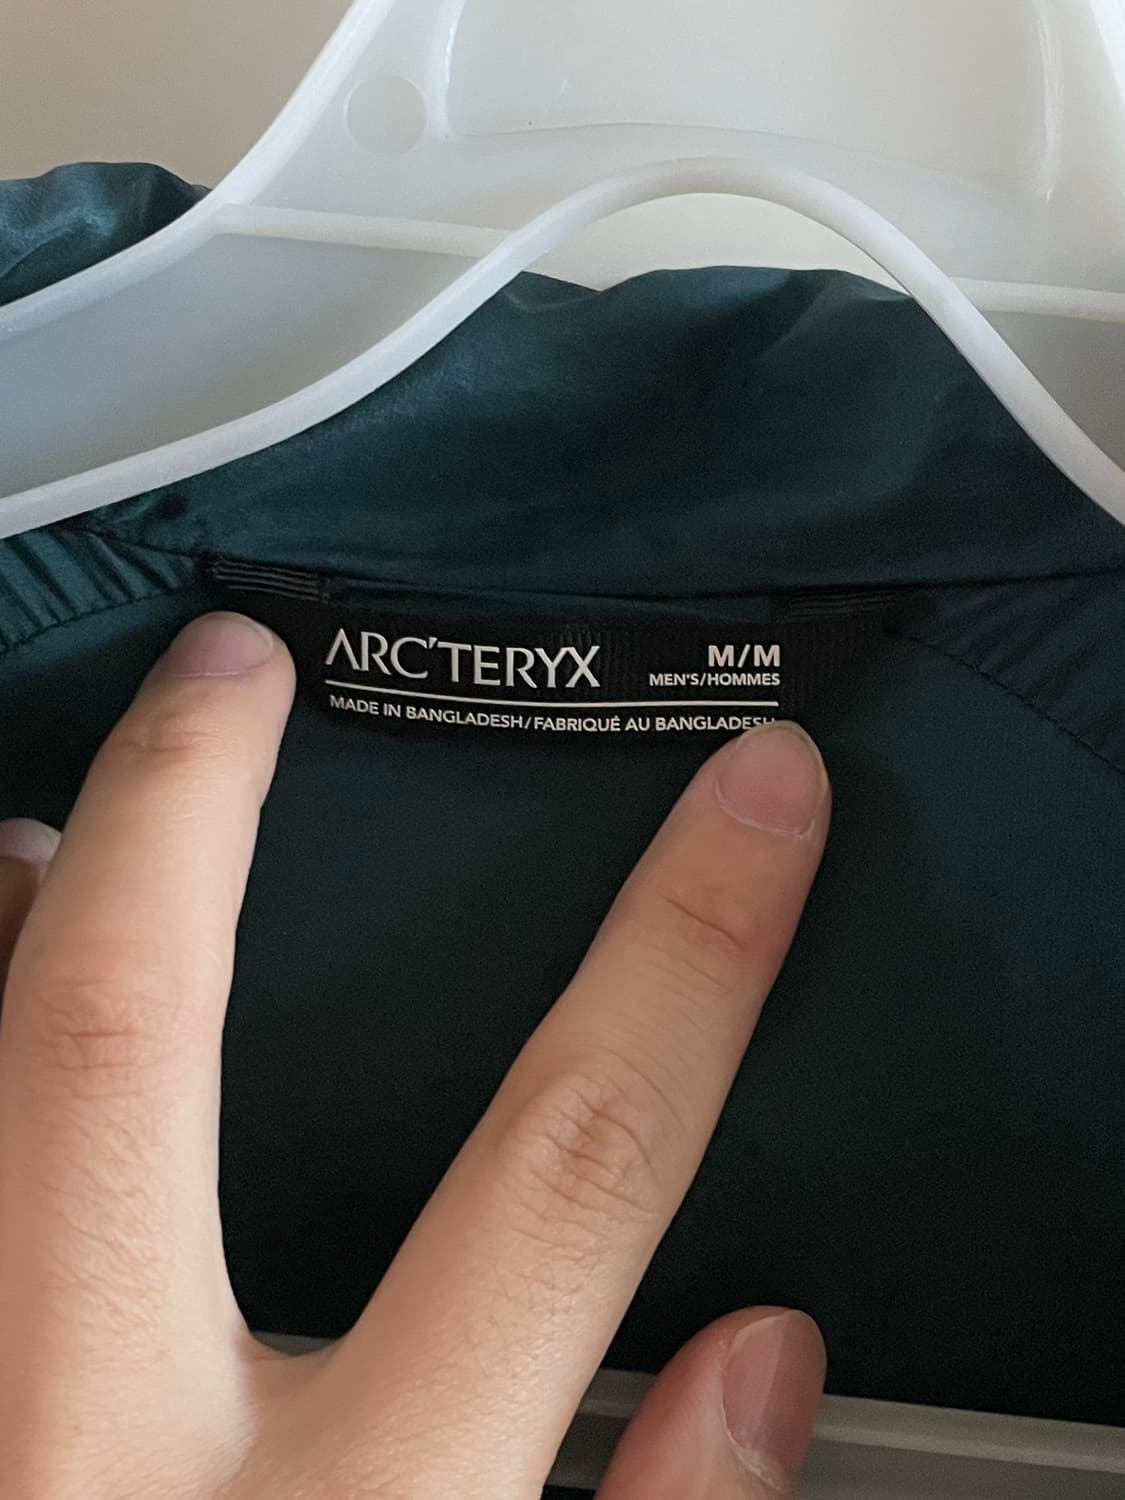 ARC'TERYX M/M
MEN'S/HOMMES
MADE IN BANGLADESH/FABRIQUÉ AU BANGLADESH